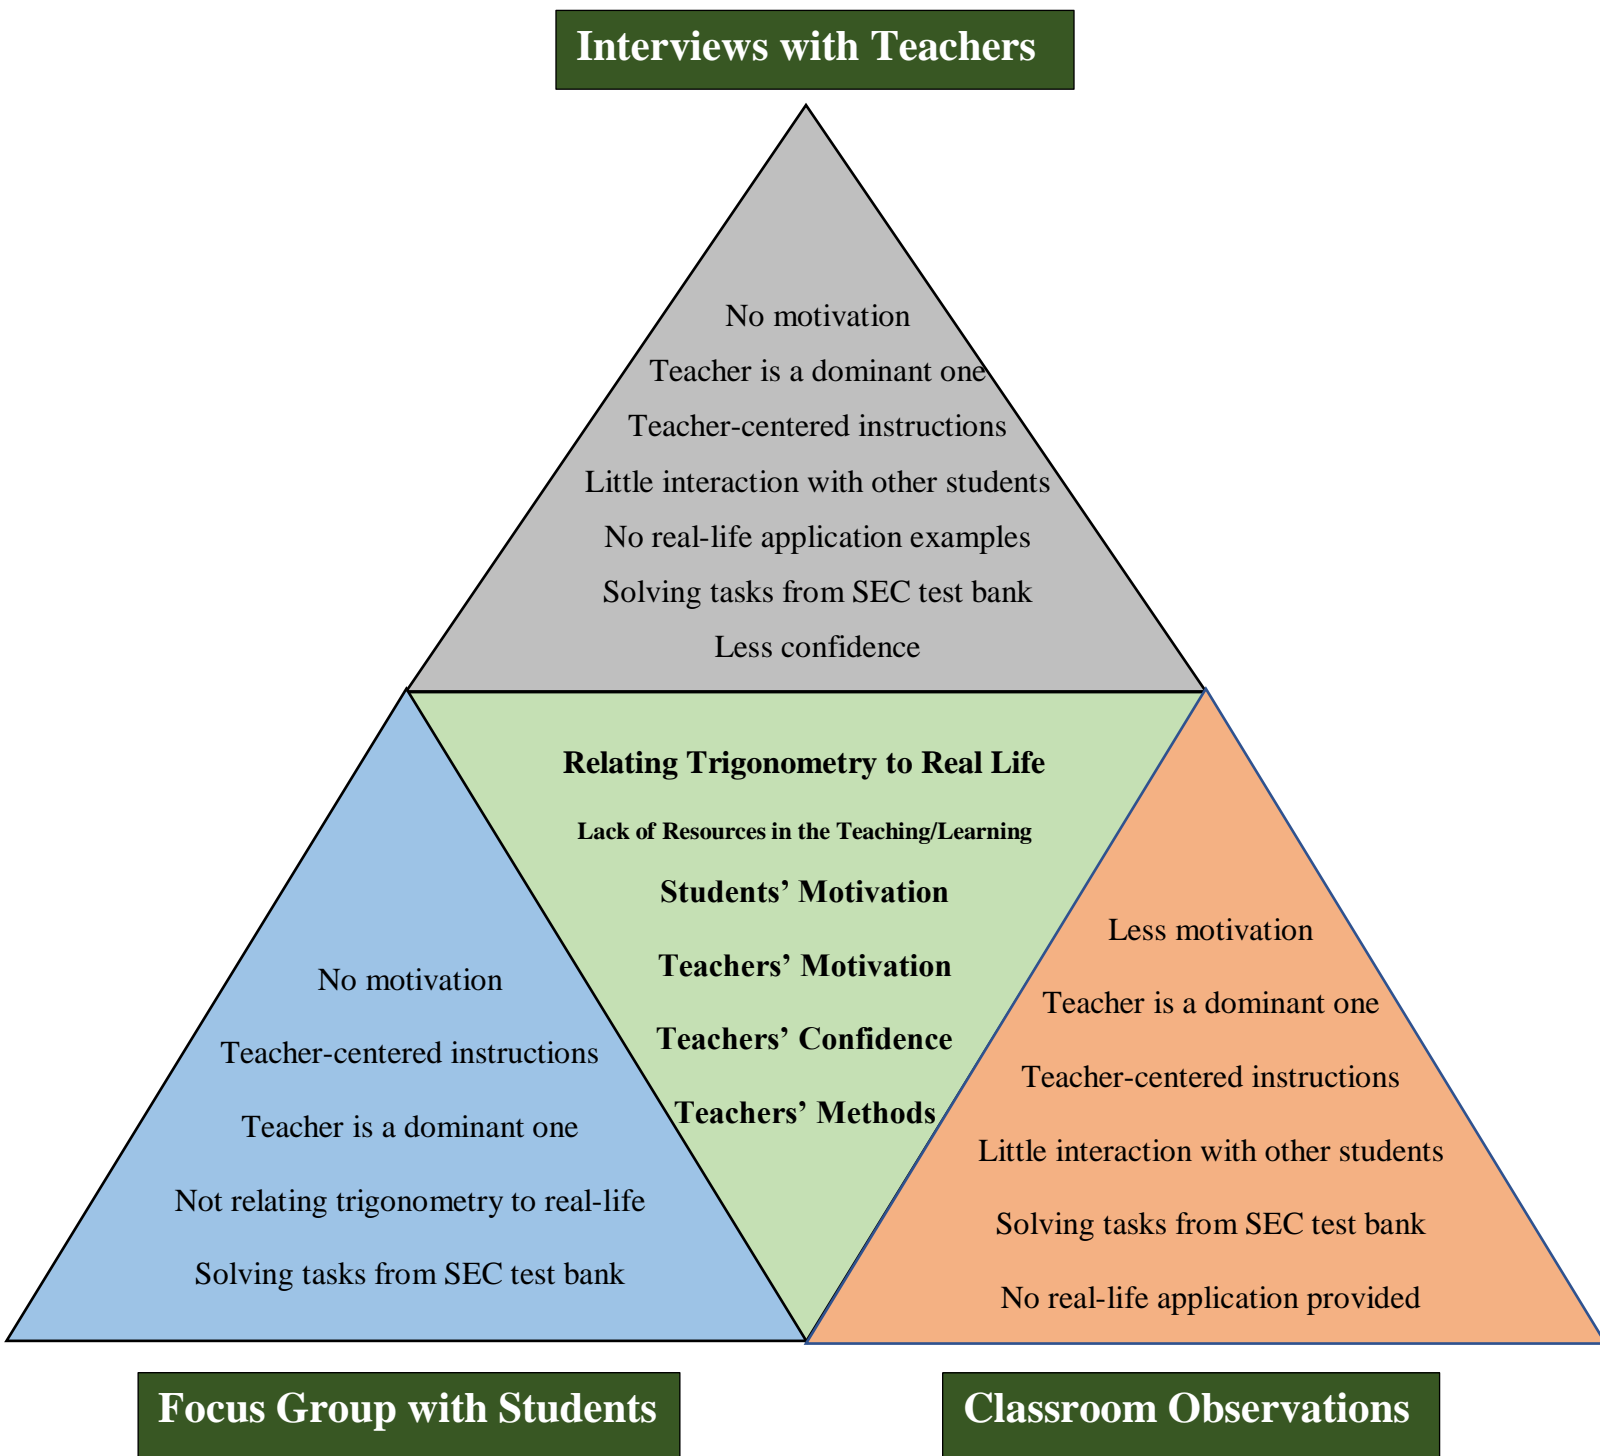 Interviews with Teachers
No motivation
Teacher is a dominant one
Teacher-centered instructions
Little interaction with other students
No real-life application examples
Solving tasks from SEC test bank
Less confidence
Relating Trigonometry to Real Life
Lack of Resources in the Teaching/Learning
Students’ Motivation
Teachers’ Motivation
Teachers’ Confidence
Teachers’ Methods
No motivation
Teacher-centered instructions
Teacher is a dominant one
Not relating trigonometry to real-life
Solving tasks from SEC test bank
Less motivation
Teacher is a dominant one
Teacher-centered instructions
Little interaction with other students
Solving tasks from SEC test bank
No real-life application provided
Focus Group with Students
Classroom Observations